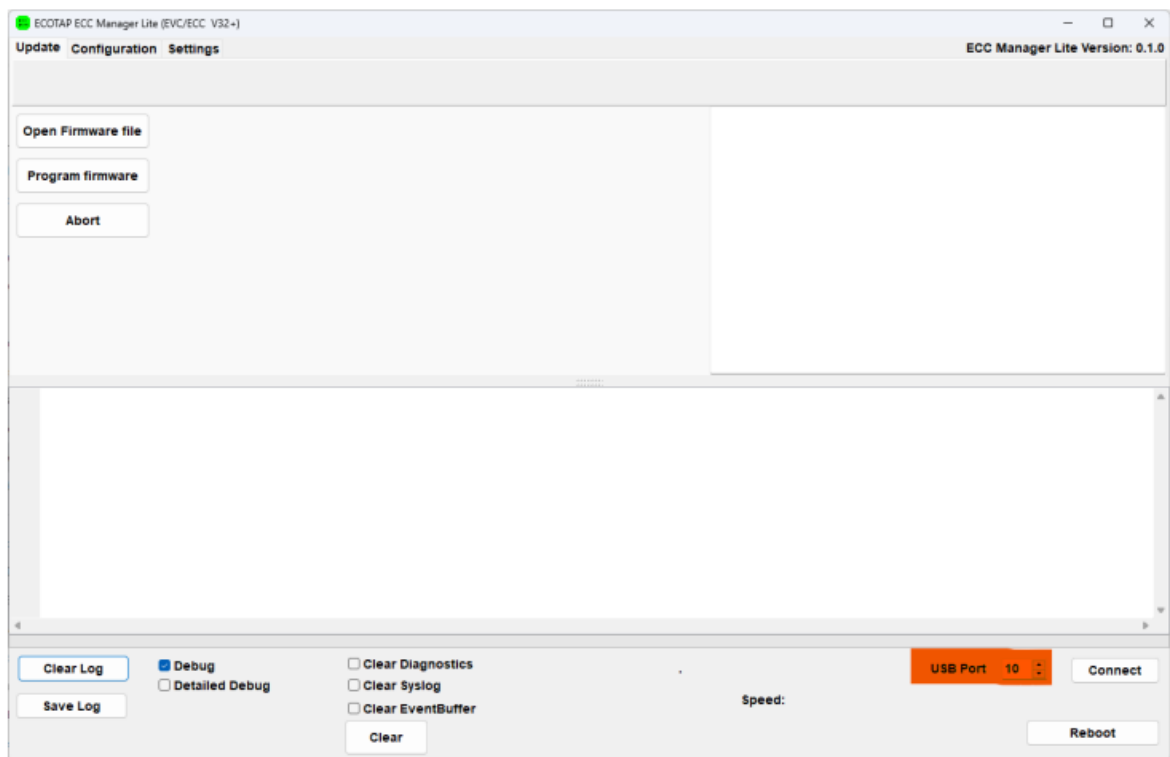 ECOTAP ECC Manager Lite (EVC/ECC V32+)
Update Configuration Settings
ECC Manager Lite Version: 0.1.0
Open Firmware file
Program firmware
Abort
Clear Log
Debug
Clear Diagnostics
USB Port 10
Connect
Detailed Debug
Clear Syslog
Save Log
Clear EventBuffer
Speed:
Clear
Reboot